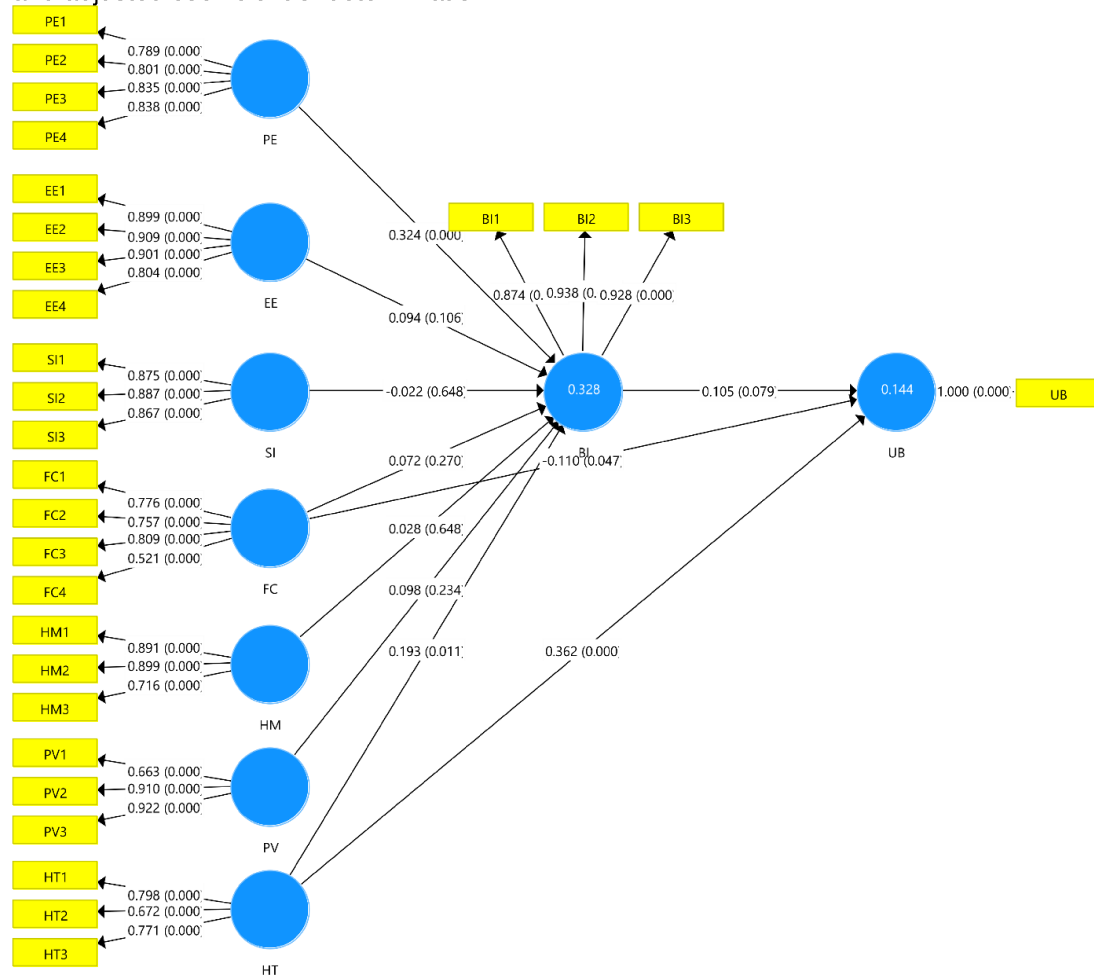 PE1
PE2
PE3
PE4
0.789 (0.000)
0.801 (0.000)
0.835 (0.000)
0.838 (0.000)
PE
EE1
EE2
EE3
EE4
0.899 (0.000)
0.909 (0.000)
0.901 (0.000)
0.804 (0.000)
EE
SI1
SI2
SI3
0.875 (0.000)
0.887 (0.000)
0.867 (0.000)
SI
FC1
FC2
FC3
FC4
0.776 (0.000)
0.757 (0.000)
0.809 (0.000)
0.521 (0.000)
FC
HM1
HM2
HM3
0.891 (0.000)
0.899 (0.000)
0.716 (0.000)
HM
PV1
PV2
PV3
0.663 (0.000)
0.910 (0.000)
0.922 (0.000)
PV
HT1
HT2
HT3
0.798 (0.000)
0.672 (0.000)
0.771 (0.000)
HT
0.324 (0.000)
0.094 (0.106)
-0.022 (0.648)
0.072 (0.270)
0.028 (0.648)
0.098 (0.234)
0.193 (0.011)
BI1
BI2
BI3
0.874 (0.
0.938 (0.
0.928 (0.000)
0.328
BI
0.105 (0.079)
-0.110 (0.047)
0.362 (0.000)
0.144
UB
1.000 (0.000)
UB